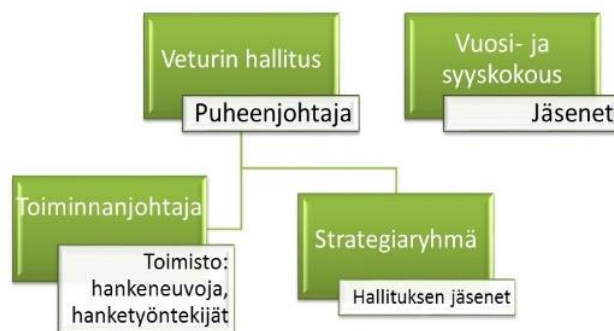 Veturin hallitus
Puheenjohtaja
Vuosi- ja
syyskokous
Jäsenet
Toiminnanjohtaja
Toimisto:
hankeneuvoja,
hanketyöntekijät
Strategiaryhmä
Hallituksen jäsenet